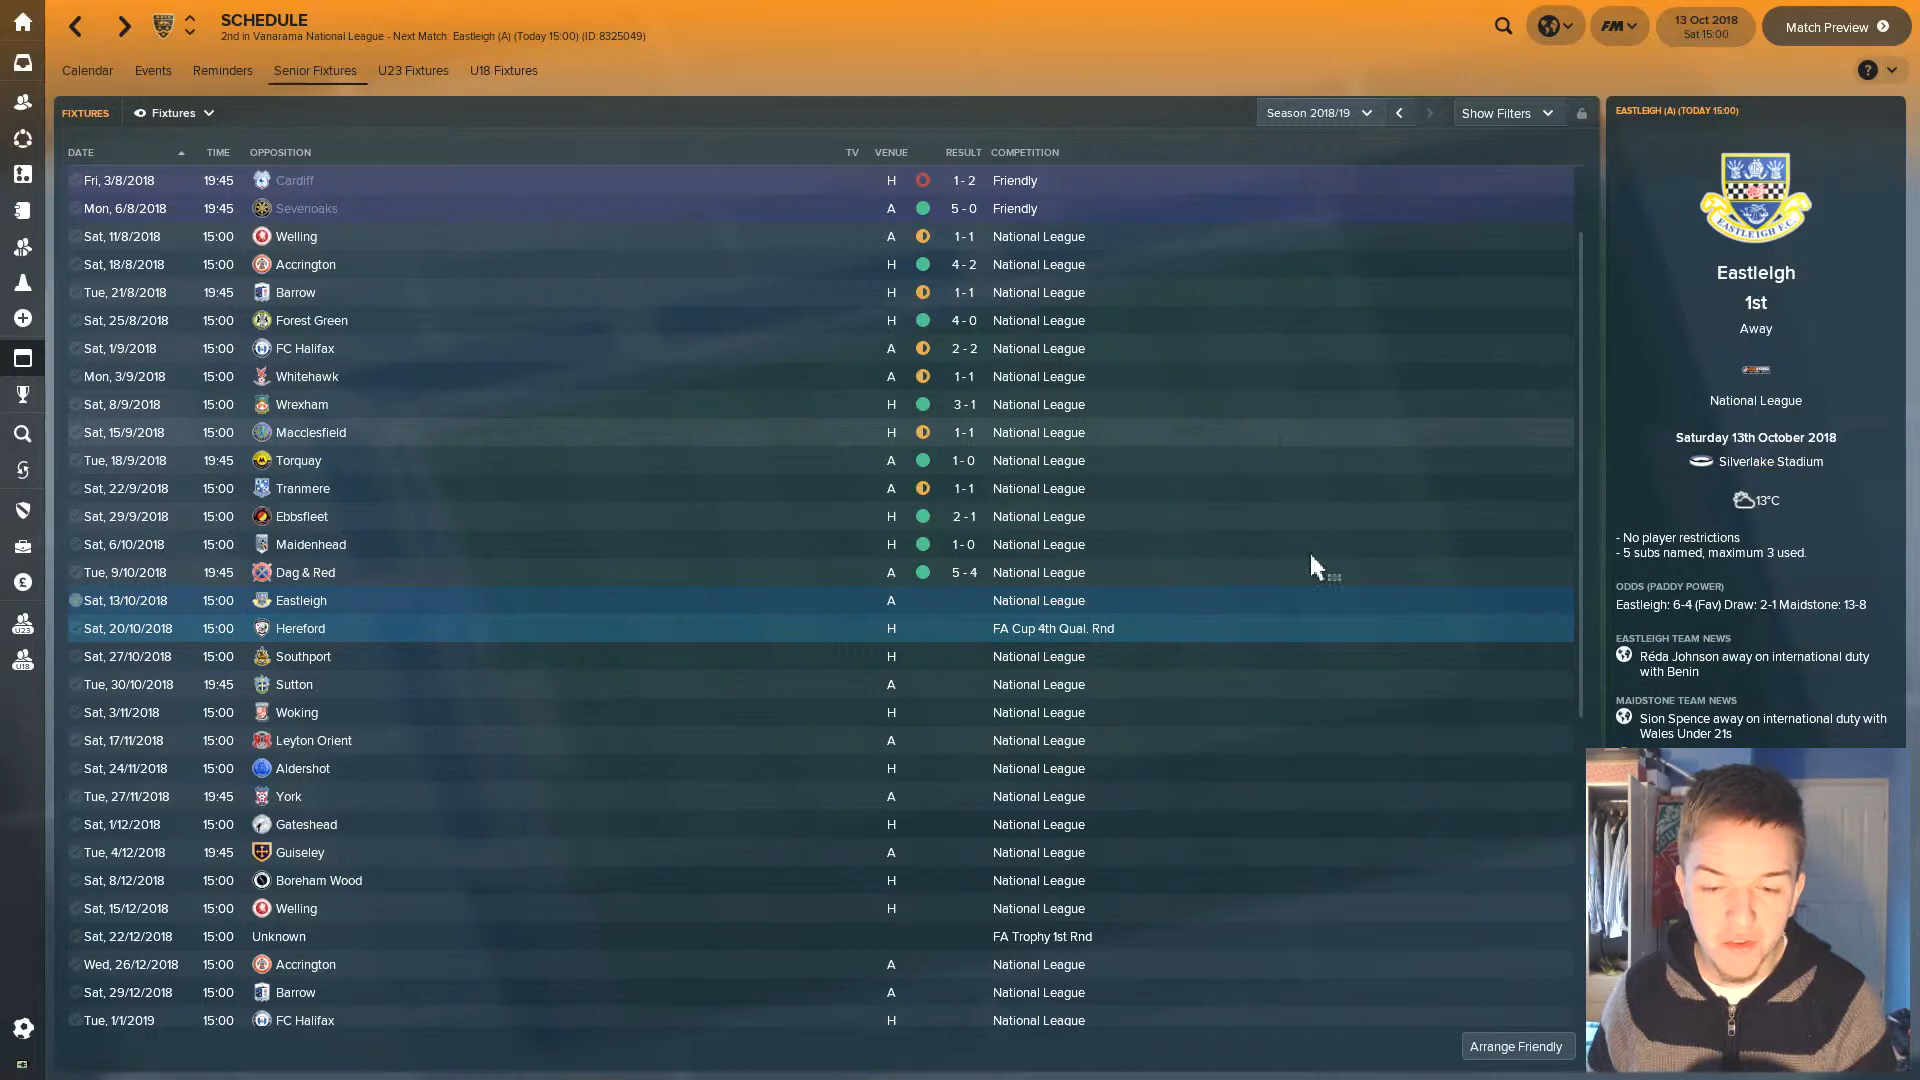 SCHEDULE
2nd in Vanarama National League - Next Match: Eastleigh (A) (Today 15:00) (ID:8325049)
FM
13 Oct 2018
Sat 15:00
Match Preview
Calendar Events Reminders Senior Fixtures U23 Fixtures U18 Fixtures
?
FIXTURES Fixtures Season 2018/19 Show Filters
DATE TIME OPPOSITION TV VENUE RESULT COMPETITION
Fri, 3/8/2018 19:45 Cardiff H 1 - 2 Friendly
Mon, 6/8/2018 19:45 Sevenoaks A 5 - 0 Friendly
Sat, 11/8/2018 15:00 Welling A 1 - 1 National League
Sat, 18/8/2018 15:00 Accrington H 4 - 2 National League
Tue, 21/8/2018 19:45 Barrow H 1 - 1 National League
Sat, 25/8/2018 15:00 Forest Green H 4 - 0 National League
Sat, 1/9/2018 15:00 FC Halifax A 2 - 2 National League
Mon, 3/9/2018 15:00 Whitehawk A 1 - 1 National League
Sat, 8/9/2018 15:00 Wrexham H 3 - 1 National League
Sat, 15/9/2018 15:00 Macclesfield H 1 - 1 National League
Tue, 18/9/2018 19:45 Torquay A 1 - 0 National League
Sat, 22/9/2018 15:00 Tranmere A 1 - 1 National League
Sat, 29/9/2018 15:00 Ebbsfleet H 2 - 1 National League
Sat, 6/10/2018 15:00 Maidenhead H 1 - 0 National League
Tue, 9/10/2018 19:45 Dag & Red A 5 - 4 National League
Sat, 13/10/2018 15:00 Eastleigh A National League
Sat, 20/10/2018 15:00 Hereford H FA Cup 4th Qual. Rnd
Sat, 27/10/2018 15:00 Southport H National League
Tue, 30/10/2018 19:45 Sutton A National League
Sat, 3/11/2018 15:00 Woking H National League
Sat, 17/11/2018 15:00 Leyton Orient A National League
Sat, 24/11/2018 15:00 Aldershot H National League
Tue, 27/11/2018 19:45 York A National League
Sat, 1/12/2018 15:00 Gateshead H National League
Tue, 4/12/2018 19:45 Guiseley A National League
Sat, 8/12/2018 15:00 Boreham Wood H National League
Sat, 15/12/2018 15:00 Welling H National League
Sat, 22/12/2018 15:00 Unknown FA Trophy 1st Rnd
Wed, 26/12/2018 15:00 Accrington A National League
Sat, 29/12/2018 15:00 Barrow A National League
Tue, 1/1/2019 15:00 FC Halifax H National League
Arrange Friendly
U23
U18
EASTLEIGH (A) (TODAY 15:00)
EASTLEIGH F.C.
Eastleigh
1st
Away
National League
Saturday 13th October 2018
Silverlake Stadium
13°C
- No player restrictions
- 5 subs named, maximum 3 used.
ODDS (PADDY POWER)
Eastleigh: 6-4 (Fav) Draw: 2-1 Maidstone: 13-8
EASTLEIGH TEAM NEWS
Réda Johnson away on international duty
with Benin
MAIDSTONE TEAM NEWS
Sion Spence away on international duty with
Wales Under 21s